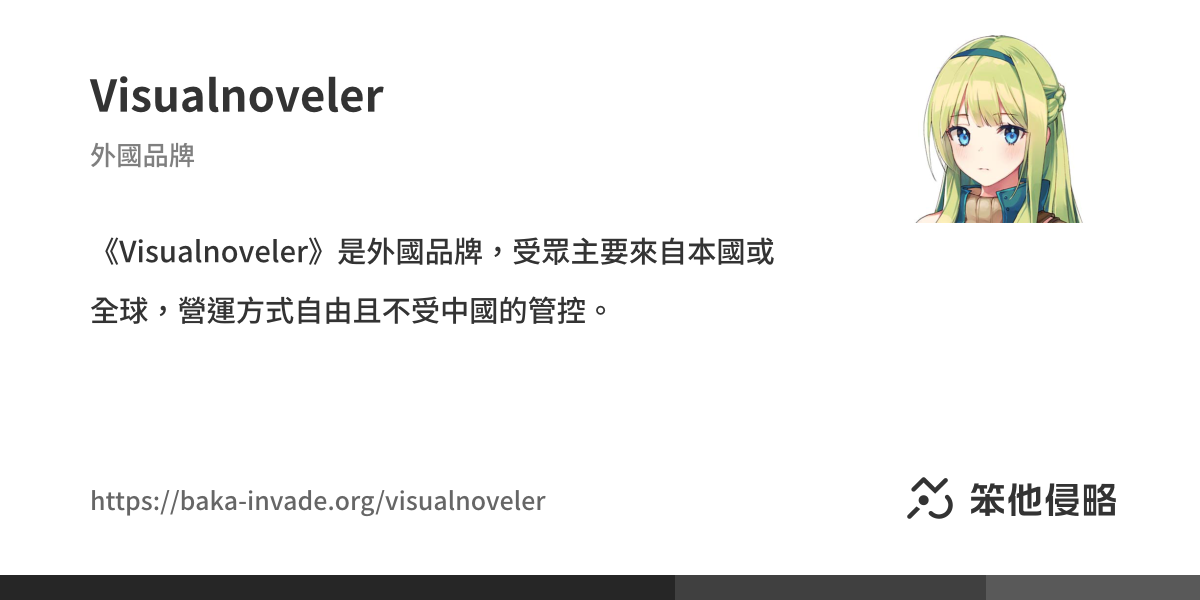 Visualnoveler
外國品牌
《Visualnoveler》是外國品牌，受眾主要來自本國或
全球，營運方式自由且不受中國的管控。
https://baka-invade.org/visualnoveler
笨他侵略